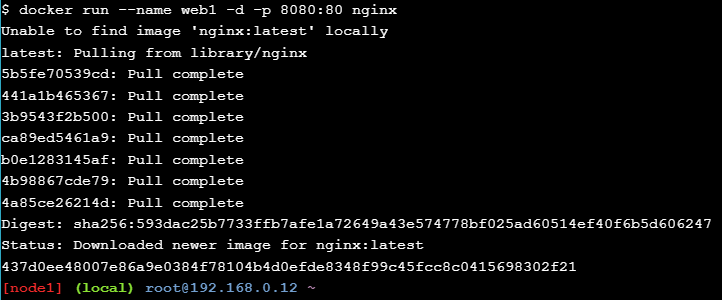 $ docker run --name web1 -d -p 8080:80 nginx
Unable to find image 'nginx:latest' locally
latest: Pulling from library/nginx
5b5fe70539cd: Pull complete
441a1b465367: Pull complete
3b9543f2b500: Pull complete
ca89ed5461a9: Pull complete
b0e1283145af: Pull complete
4b98867cde79: Pull complete
4a85ce26214d: Pull complete
Digest: sha256:593dac25b7733ffb7afe1a72649a43e574778bf025ad60514ef40f6b5d606247
Status: Downloaded newer image for nginx:latest
437d0ee48007e86a9e0384f78104b4d0efde8348f99c45fcc8c0415698302f21
[node1] (local) root@192.168.0.12 ~